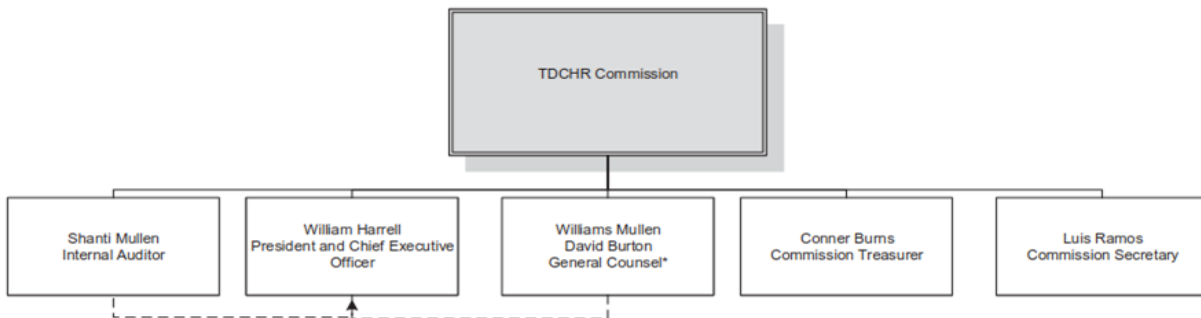 TDCHR Commission
Shanti Mullen
Internal Auditor
William Harrell
President and Chief Executive
Officer
Williams Mullen
David Burton
General Counsel*
Conner Burns
Commission Treasurer
Luis Ramos
Commission Secretary